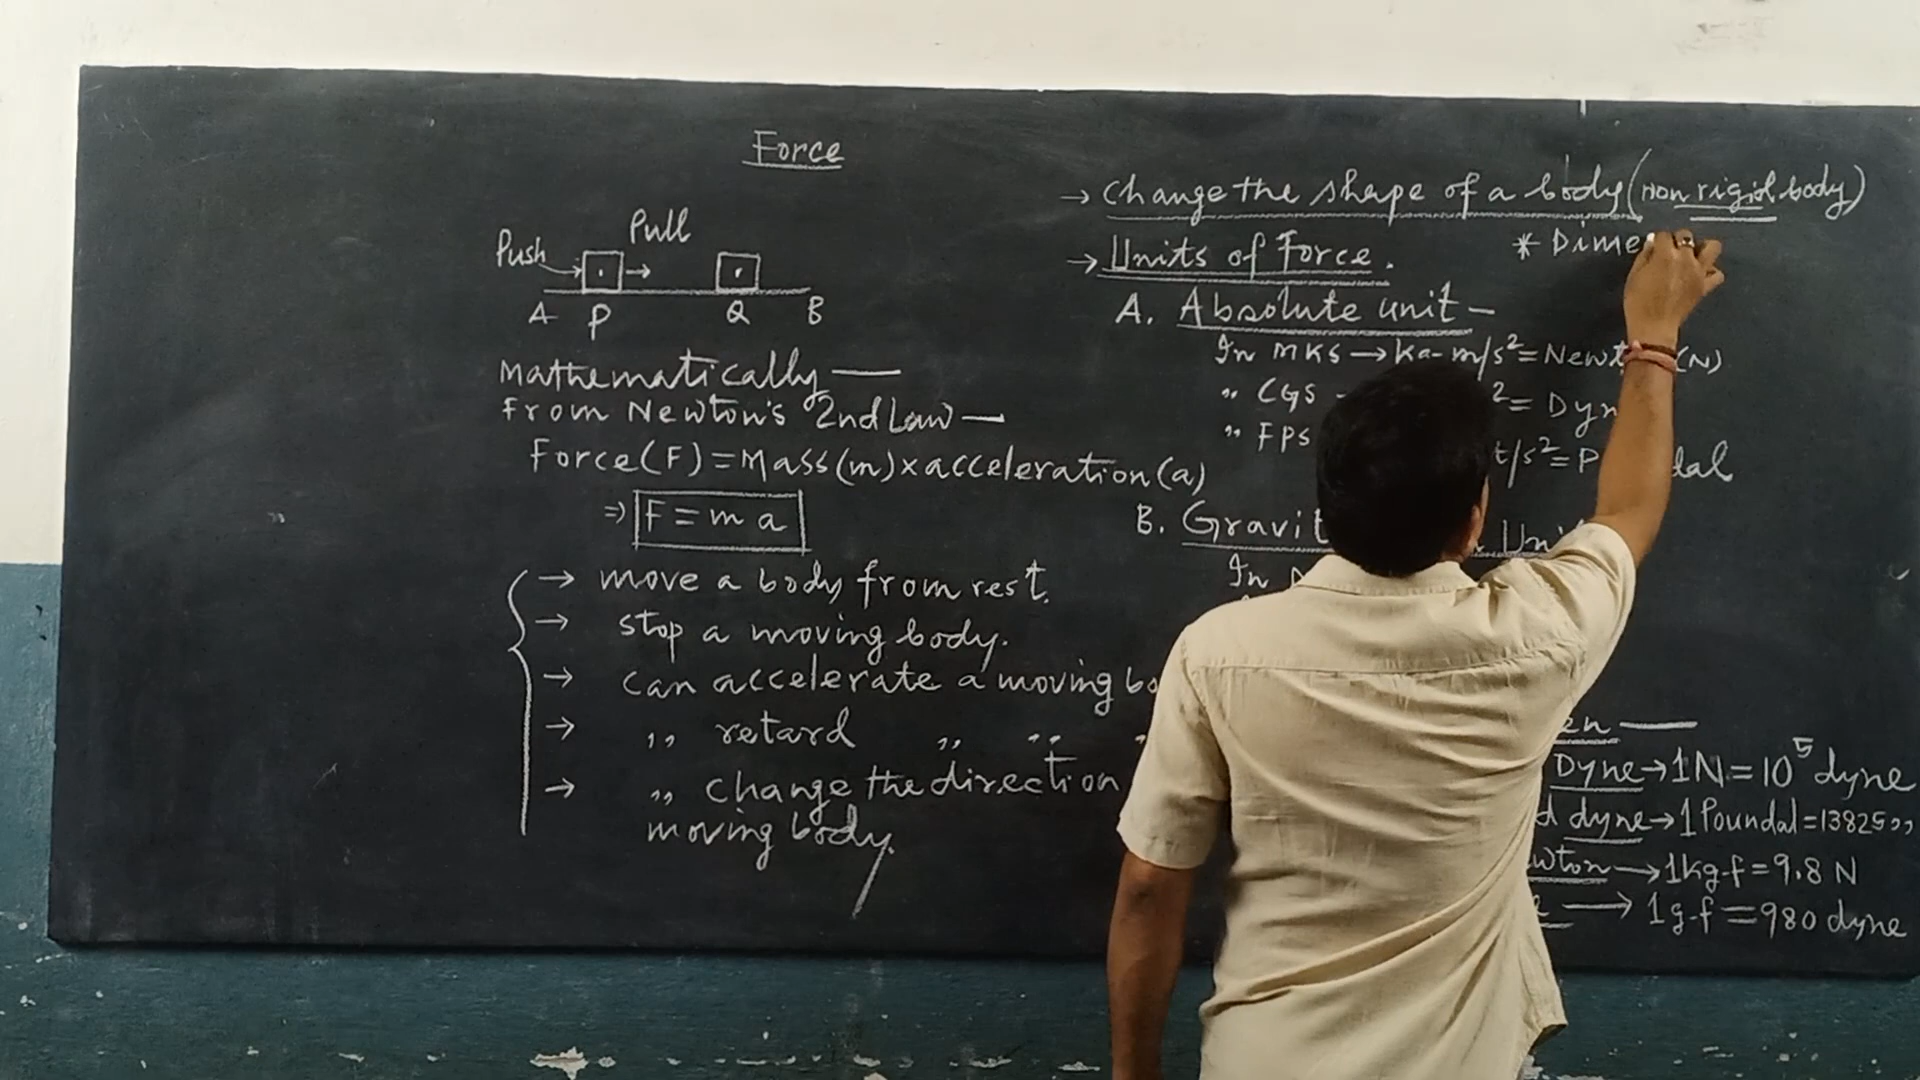 Force
Push
Pull
A P Q B
Mathematically —
From Newton's 2nd Law —
Force(F) = Mass(m) × acceleration(a)
⇒ F = m a
→ move a body from rest.
→ stop a moving body.
→ can accelerate a moving
→ ,, retard ,, ,, ,,
→ ,, change the direction
moving body.
→ Change the shape of a body (non rigid body)
* Dime
→ Units of Force.
A. Absolute unit —
In MKS → kg-m/s² = (N)
,, CGS ² =
,, FPS t/s² =
B.
In
Dyne → 1N = 10⁵ dyne
dyne → 1 Poundal = 13825 ,,
→ 1kg-f = 9.8 N
→ 1g-f = 980 dyne